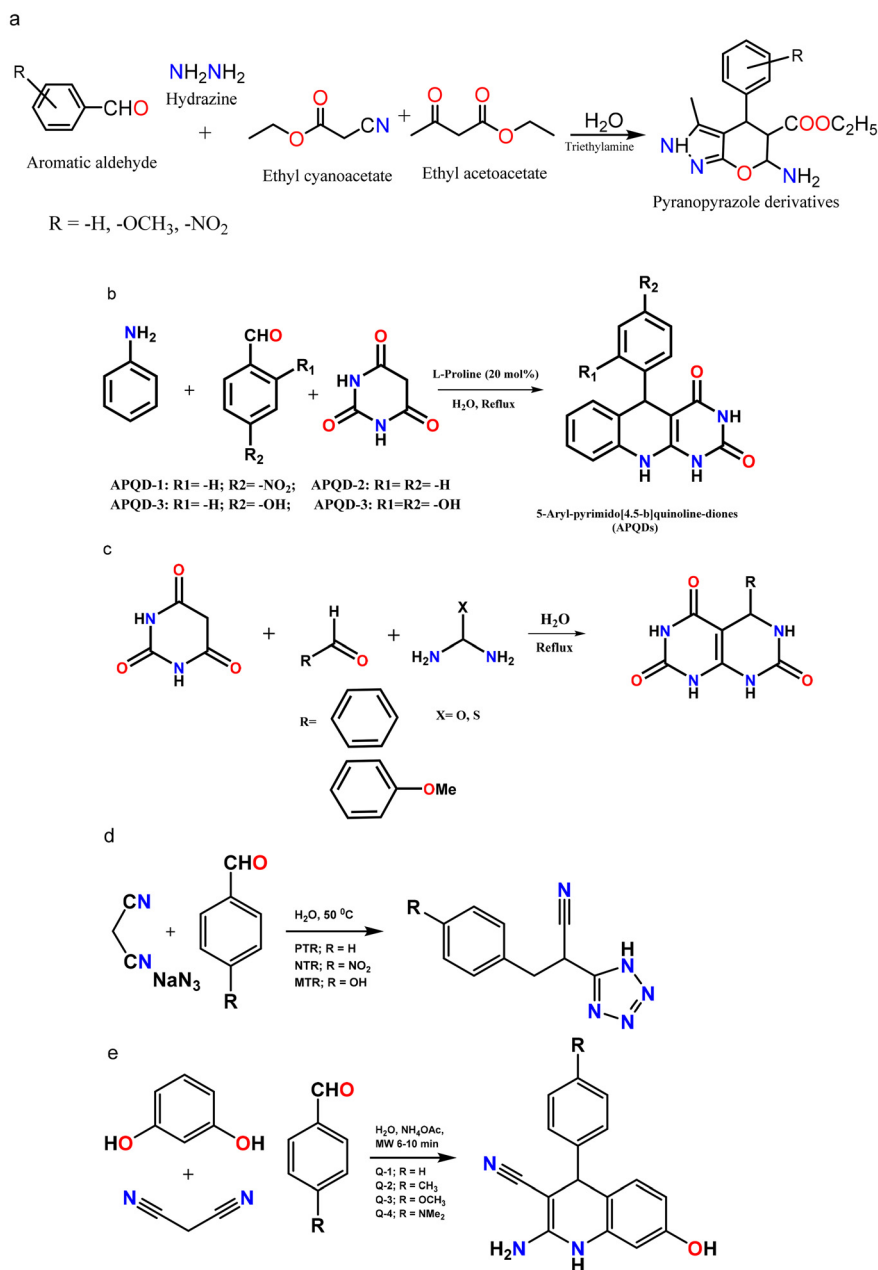 a
R
CHO
Aromatic aldehyde
NH2NH2
Hydrazine
+
O
O
CN
Ethyl cyanoacetate
+
O
O
O
Ethyl acetoacetate
H2O
Triethylamine
R
COOC2H5
NH
N
O
NH2
Pyranopyrazole derivatives
R = -H, -OCH3, -NO2
b
NH2
+
CHO
R1
R2
+
O
HN
O
N
H
O
L-Proline (20 mol%)
H2O, Reflux
R2
R1
O
NH
N
H
N
H
O
APQD-1: R1= -H; R2= -NO2; APQD-2: R1= R2= -H
APQD-3: R1= -H; R2= -OH; APQD-3: R1=R2= -OH
5-Aryl-pyrimido[4.5-b]quinoline-diones
(APQDs)
c
O
HN
O
N
H
O
+
H
R
O
+
X
NH2
NH2
H2O
Reflux
O
R
HN
NH
O
N
H
N
H
O
R=
X= O, S
OMe
d
CN
CN
NaN3
+
CHO
R
H2O, 50 0C
PTR; R = H
NTR; R = NO2
MTR; R = OH
R
N
H
N
N
N
N
e
HO
OH
+
N
N
CHO
R
H2O, NH4OAc,
MW 6-10 min
Q-1; R = H
Q-2; R = CH3
Q-3; R = OCH3
Q-4; R = NMe2
R
N
H2N
N
H
OH